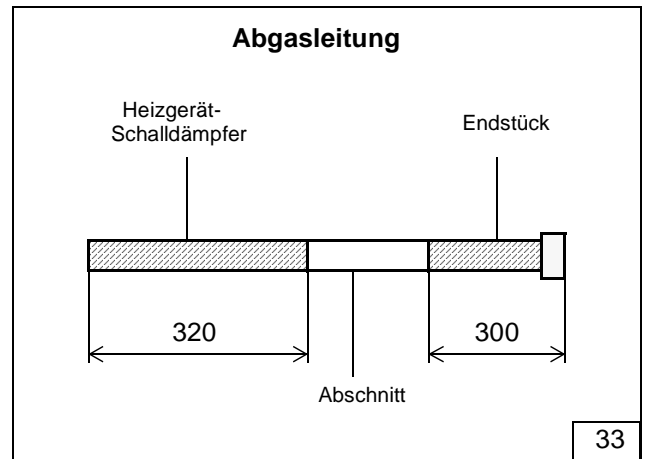 Abgasleitung
Heizgerät-
Schalldämpfer
Endstück
320
300
Abschnitt
33